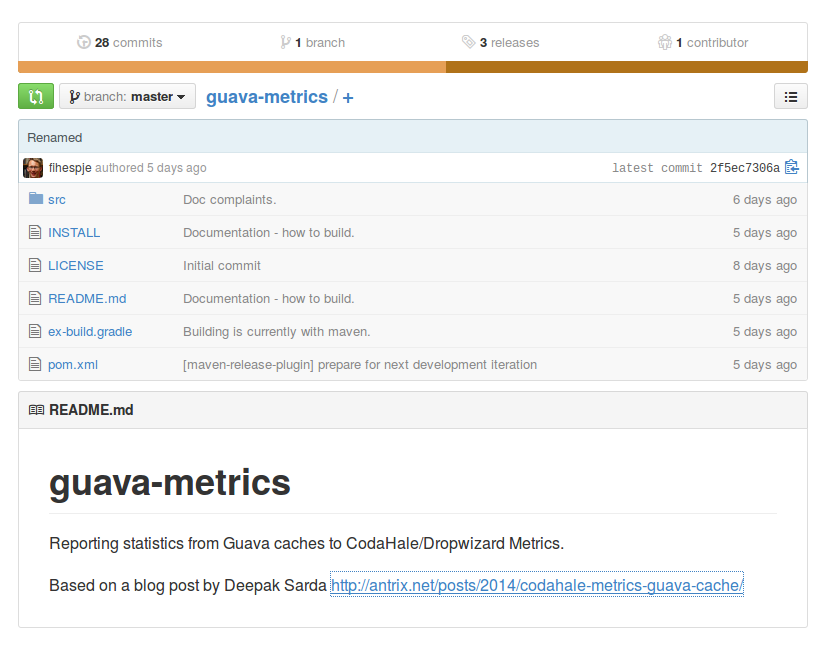 28 commits 1 branch 3 releases 1 contributor
branch: master guava-metrics / +
Renamed
fihespje authored 5 days ago latest commit 2f5ec7306a
src Doc complaints. 6 days ago
INSTALL Documentation - how to build. 5 days ago
LICENSE Initial commit 8 days ago
README.md Documentation - how to build. 5 days ago
ex-build.gradle Building is currently with maven. 5 days ago
pom.xml [maven-release-plugin] prepare for next development iteration 5 days ago
README.md
guava-metrics
Reporting statistics from Guava caches to CodaHale/Dropwizard Metrics.
Based on a blog post by Deepak Sarda http://antrix.net/posts/2014/codahale-metrics-guava-cache/